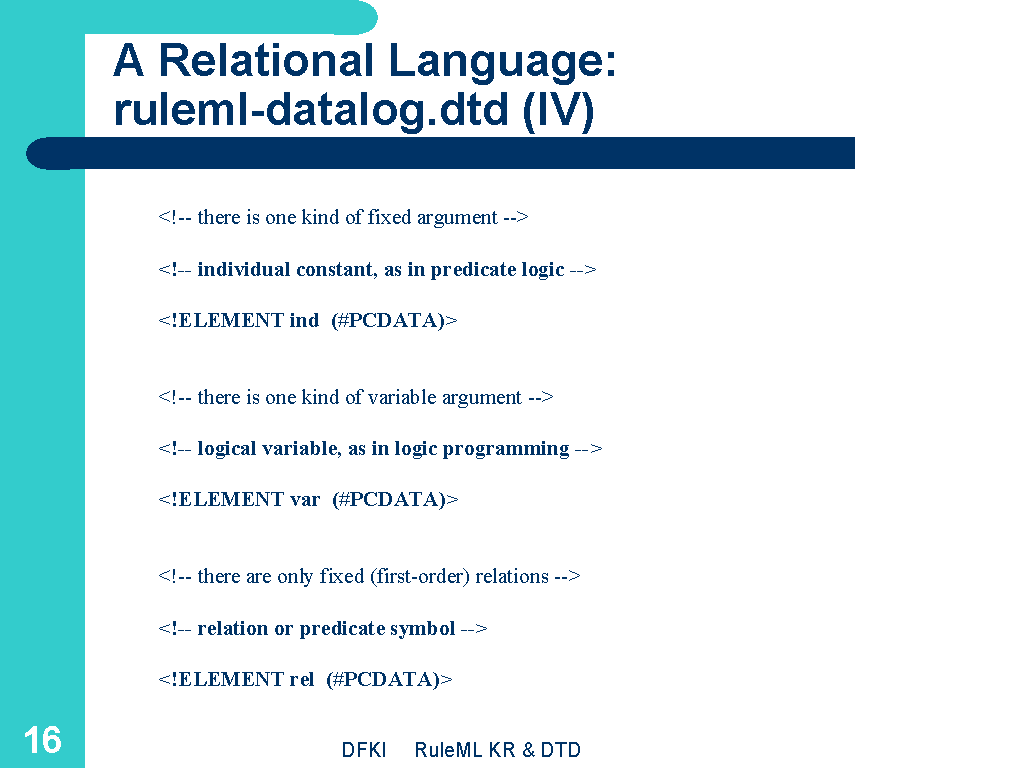 A Relational Language:
ruleml-datalog.dtd (IV)
<!-- there is one kind of fixed argument -->
<!-- individual constant, as in predicate logic -->
<!ELEMENT ind  (#PCDATA)>
<!-- there is one kind of variable argument -->
<!-- logical variable, as in logic programming -->
<!ELEMENT var  (#PCDATA)>
<!-- there are only fixed (first-order) relations -->
<!-- relation or predicate symbol -->
<!ELEMENT rel  (#PCDATA)>
16
DFKI RuleML KR & DTD